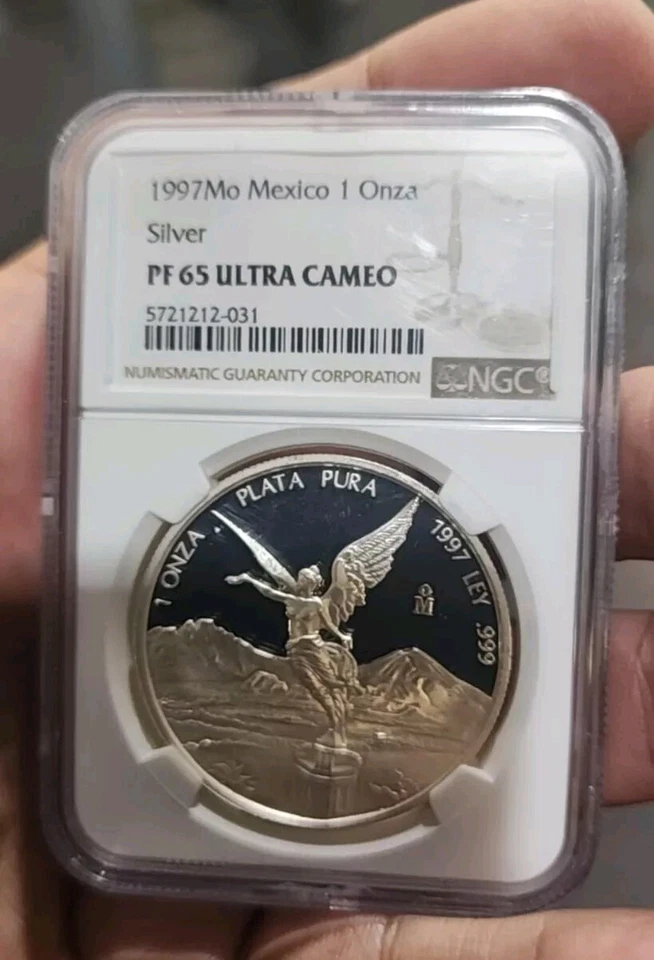 1997Mo Mexico 1 Onza
Silver
PF 65 ULTRA CAMEO
5721212-031
NUMISMATIC GUARANTY CORPORATION
NGC®
1 ONZA · PLATA PURA 1997 LEY .999
M